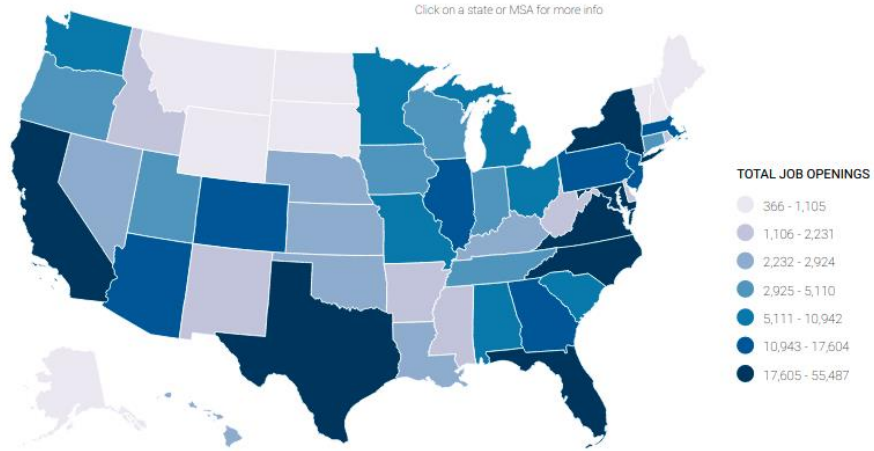 Click on a state or MSA for more info
TOTAL JOB OPENINGS
366 - 1,105
1,106 - 2,231
2,232 - 2,924
2,925 - 5,110
5,111 - 10,942
10,943 - 17,604
17,605 - 55,487